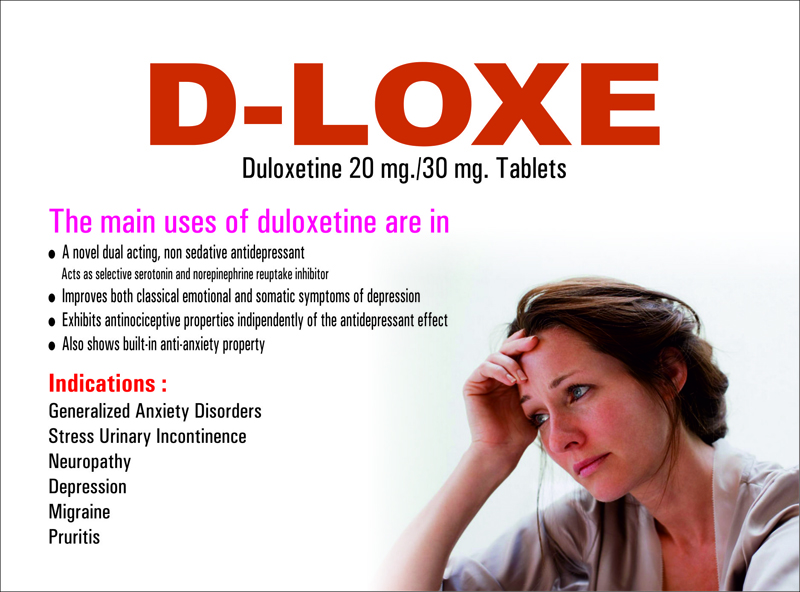 D-LOXE
Duloxetine 20 mg./30 mg. Tablets
The main uses of duloxetine are in
● A novel dual acting, non sedative antidepressant
Acts as selective serotonin and norepinephrine reuptake inhibitor
● Improves both classical emotional and somatic symptoms of depression
● Exhibits antinociceptive properties indipendently of the antidepressant effect
● Also shows built-in anti-anxiety property
Indications :
Generalized Anxiety Disorders
Stress Urinary Incontinence
Neuropathy
Depression
Migraine
Pruritis